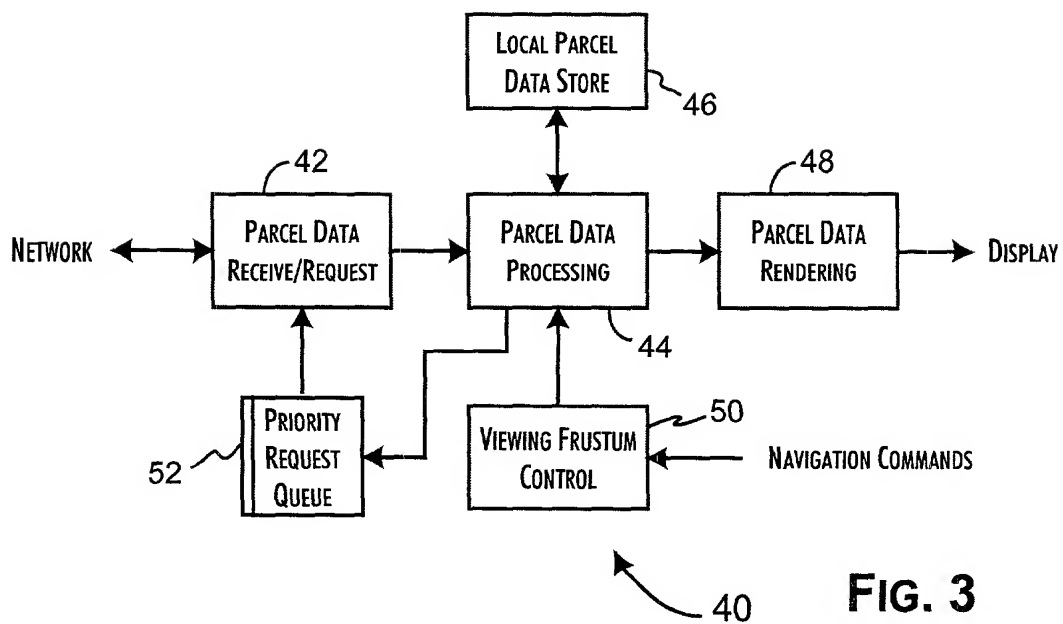 LOCAL PARCEL
DATA STORE
46
42
48
NETWORK
PARCEL DATA
RECEIVE/REQUEST
PARCEL DATA
PROCESSING
PARCEL DATA
RENDERING
DISPLAY
44
52
PRIORITY
REQUEST
QUEUE
VIEWING FRUSTUM
CONTROL
50
NAVIGATION COMMANDS
40
FIG. 3